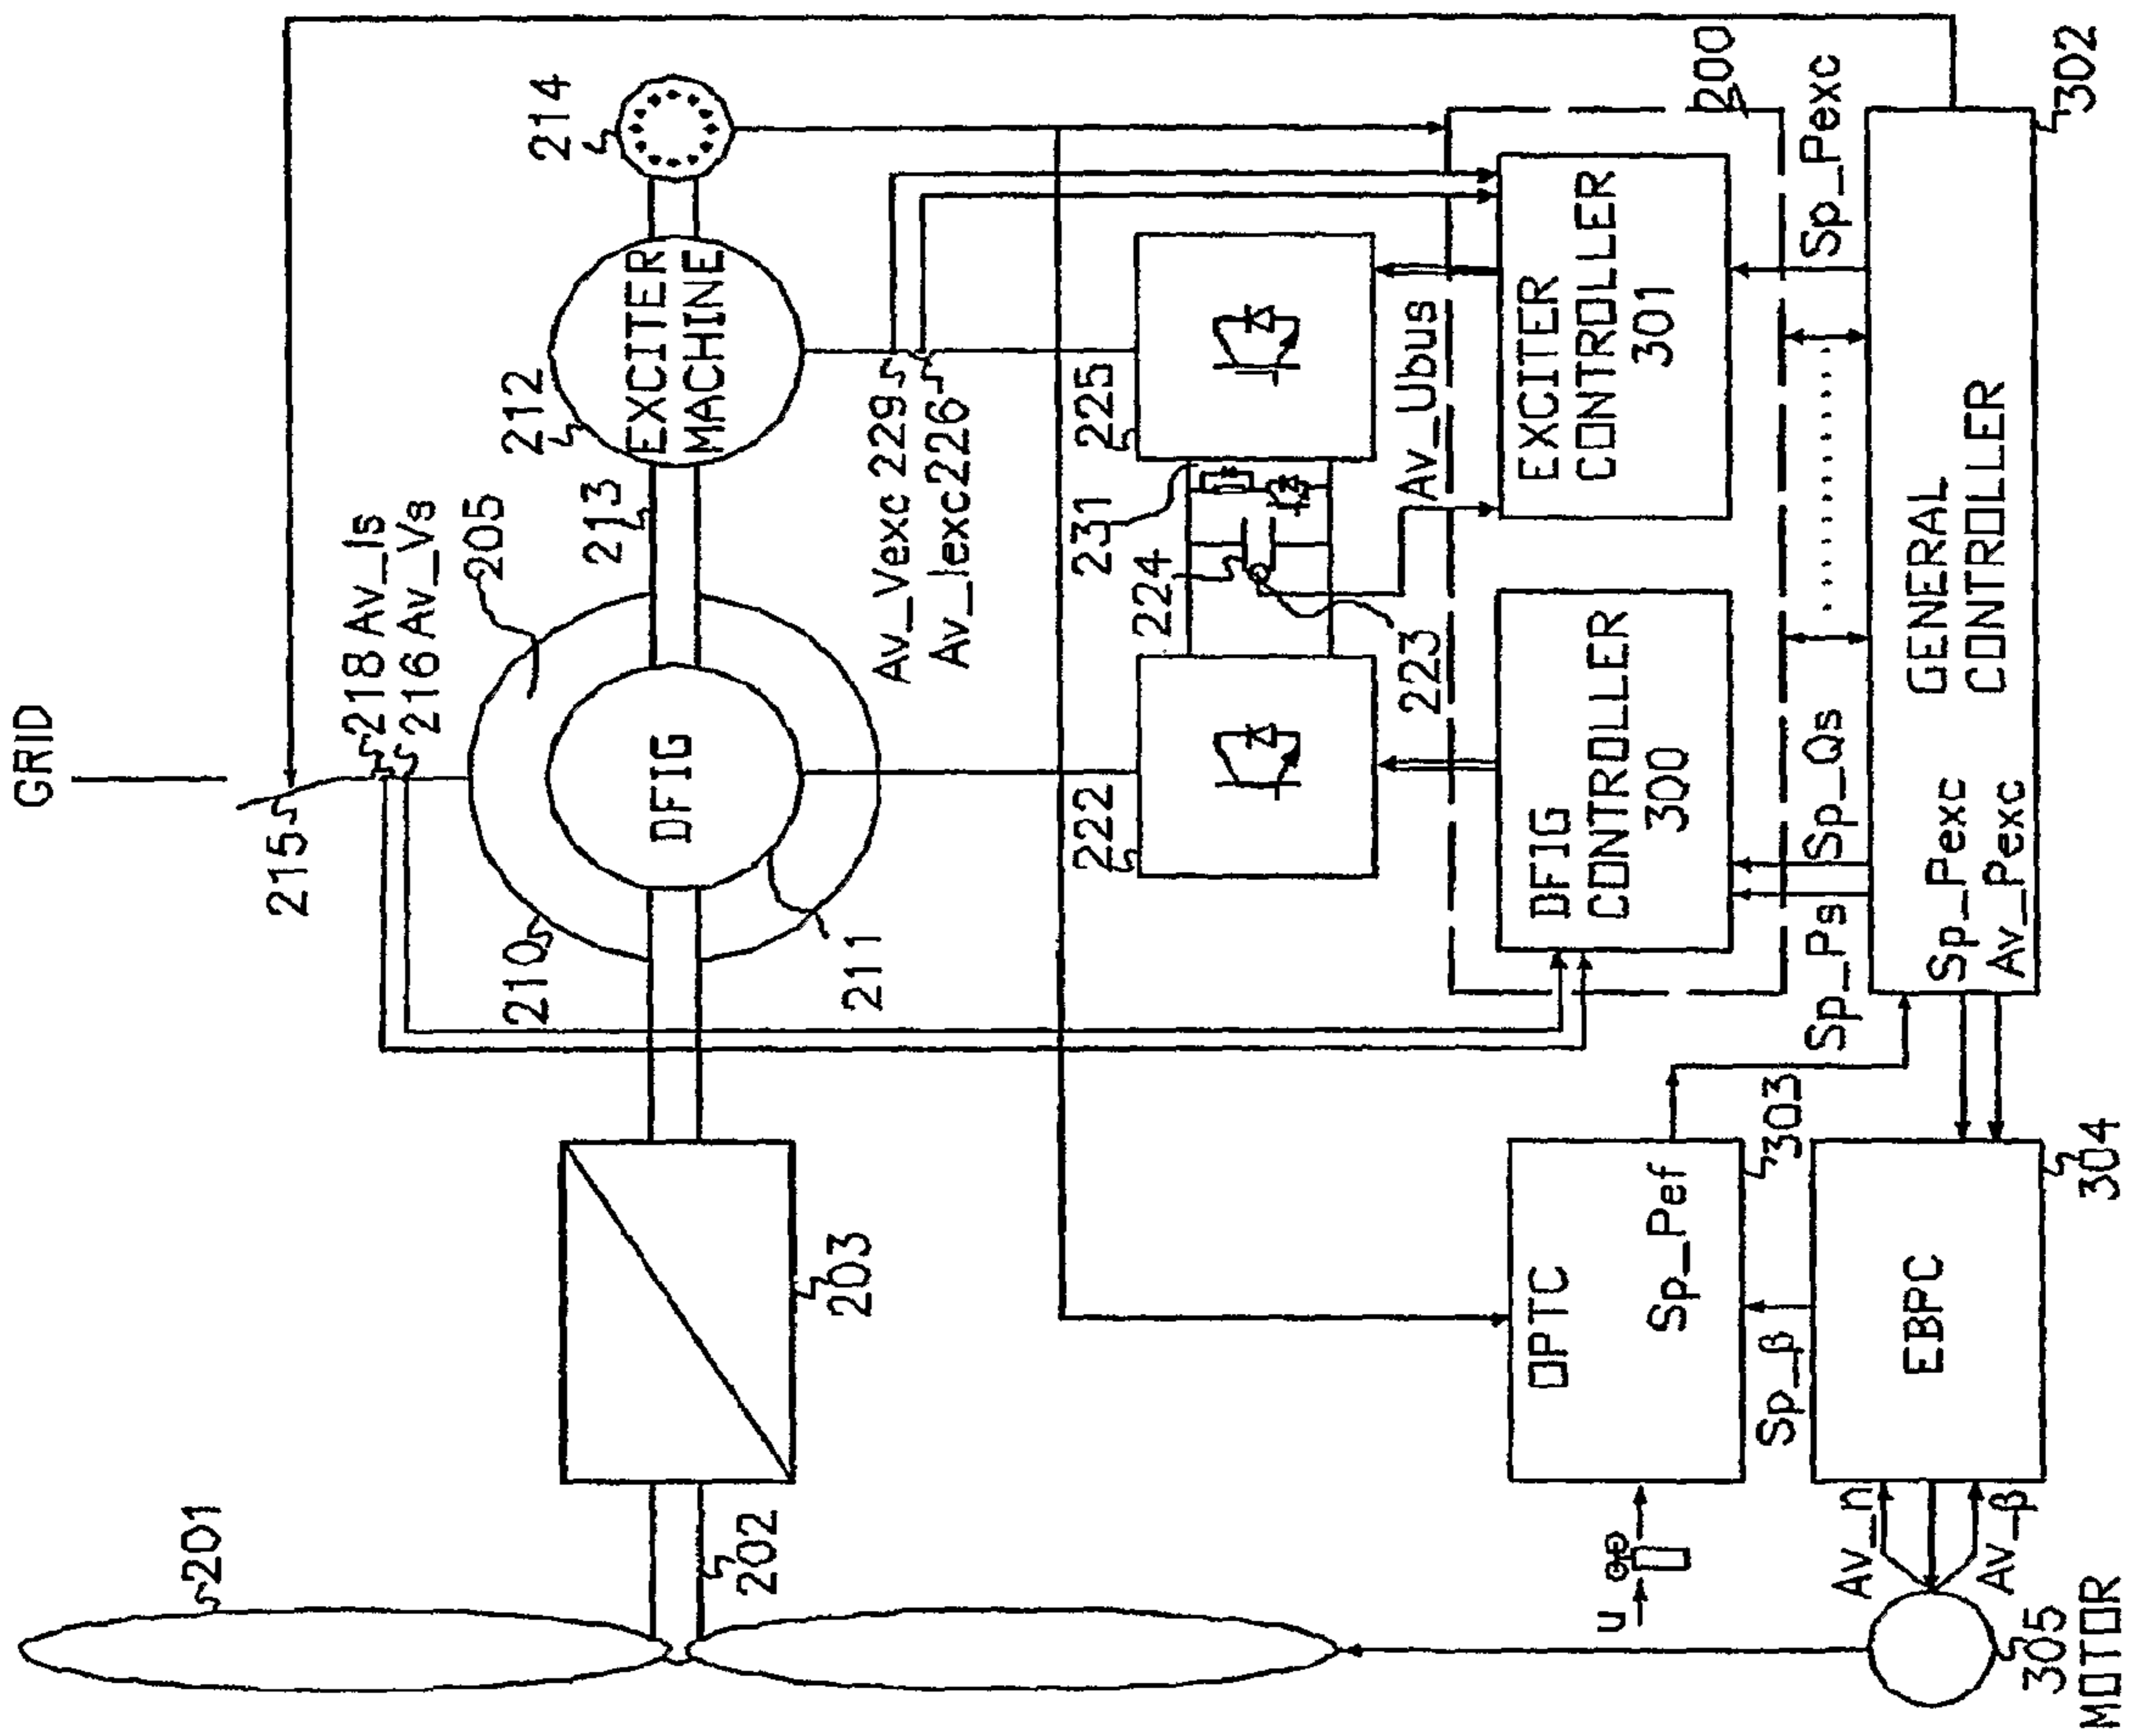 GRID
215
218 Av_Is
216 Av_Vs
205
210
211
DFIG
213
212
EXCITER
MACHINE
214
Av_Vexc 229
Av_Iexc 226
201
202
203
222
225
231
224
223
Av_Ubus
200
DFIG
CONTROLLER
300
EXCITER
CONTROLLER
301
Sp_Ps
Sp_Qs
Sp_Pexc
GENERAL
CONTROLLER
302
Sp_Pexc
Av_Pexc
OPTC
Sp_Pef
303
u
Sp_β
EBPC
304
Av_n
Av_β
305
MOTOR